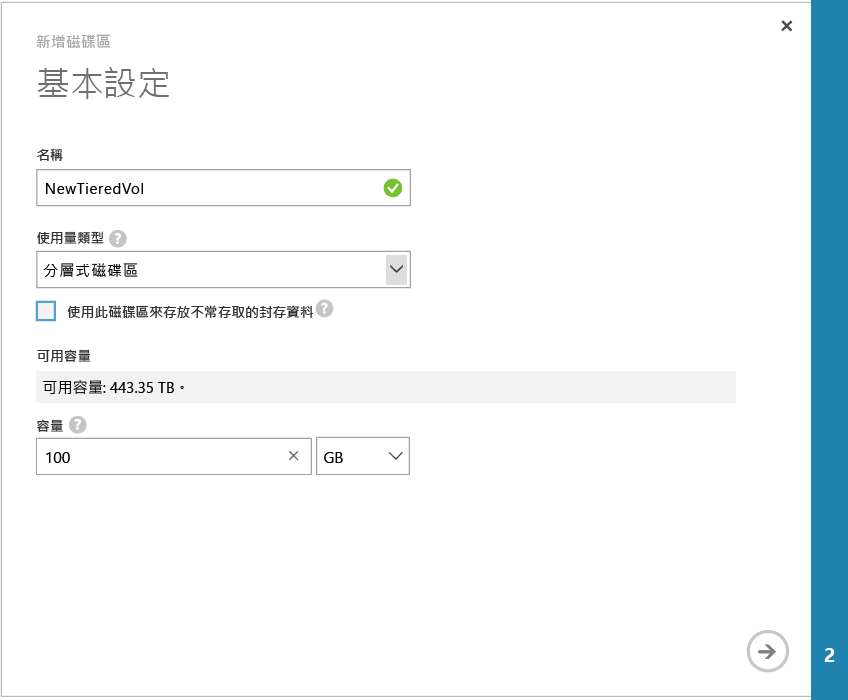 新增磁碟區
基本設定
名稱
NewTieredVol
使用量類型 ?
分層式磁碟區
使用此磁碟區來存放不常存取的封存資料 ?
可用容量
可用容量: 443.35 TB。
容量 ?
100
GB
2